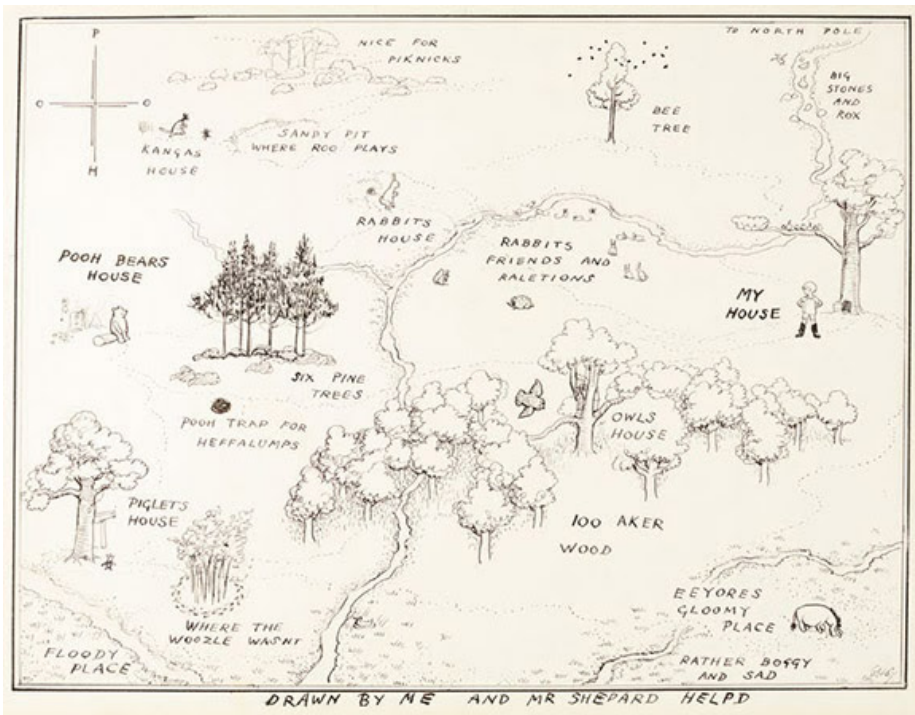 P
O
O
H
NICE FOR
PIKNICKS
TO NORTH POLE
BIG
STONES
AND
ROX
BEE
TREE
SANDY PIT
WHERE ROO PLAYS
KANGAS
HOUSE
RABBITS
HOUSE
RABBITS
FRIENDS AND
RALETIONS
POOH BEARS
HOUSE
MY
HOUSE
SIX PINE
TREES
POOH TRAP FOR
HEFFALUMPS
OWLS
HOUSE
PIGLETS
HOUSE
100 AKER
WOOD
WHERE THE
WOOZLE WASNT
FLOODY
PLACE
EEYORES
GLOOMY
PLACE
RATHER BOGGY
AND SAD
DRAWN BY ME AND MR SHEPARD HELPD